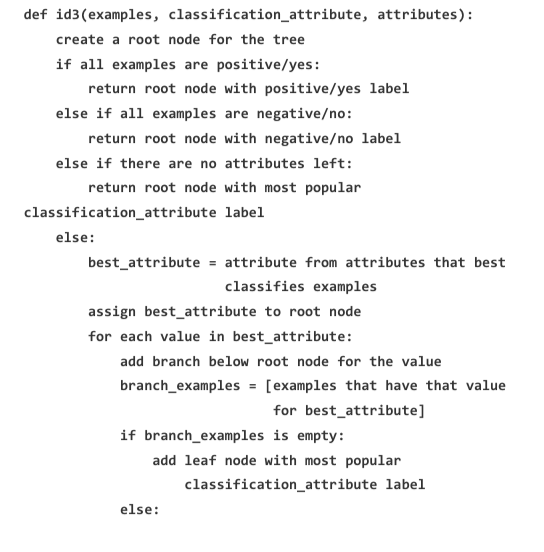 def id3(examples, classification_attribute, attributes):
    create a root node for the tree
    if all examples are positive/yes:
        return root node with positive/yes label
    else if all examples are negative/no:
        return root node with negative/no label
    else if there are no attributes left:
        return root node with most popular
classification_attribute label
    else:
        best_attribute = attribute from attributes that best
                         classifies examples
        assign best_attribute to root node
        for each value in best_attribute:
            add branch below root node for the value
            branch_examples = [examples that have that value
                               for best_attribute]
            if branch_examples is empty:
                add leaf node with most popular
                    classification_attribute label
            else: